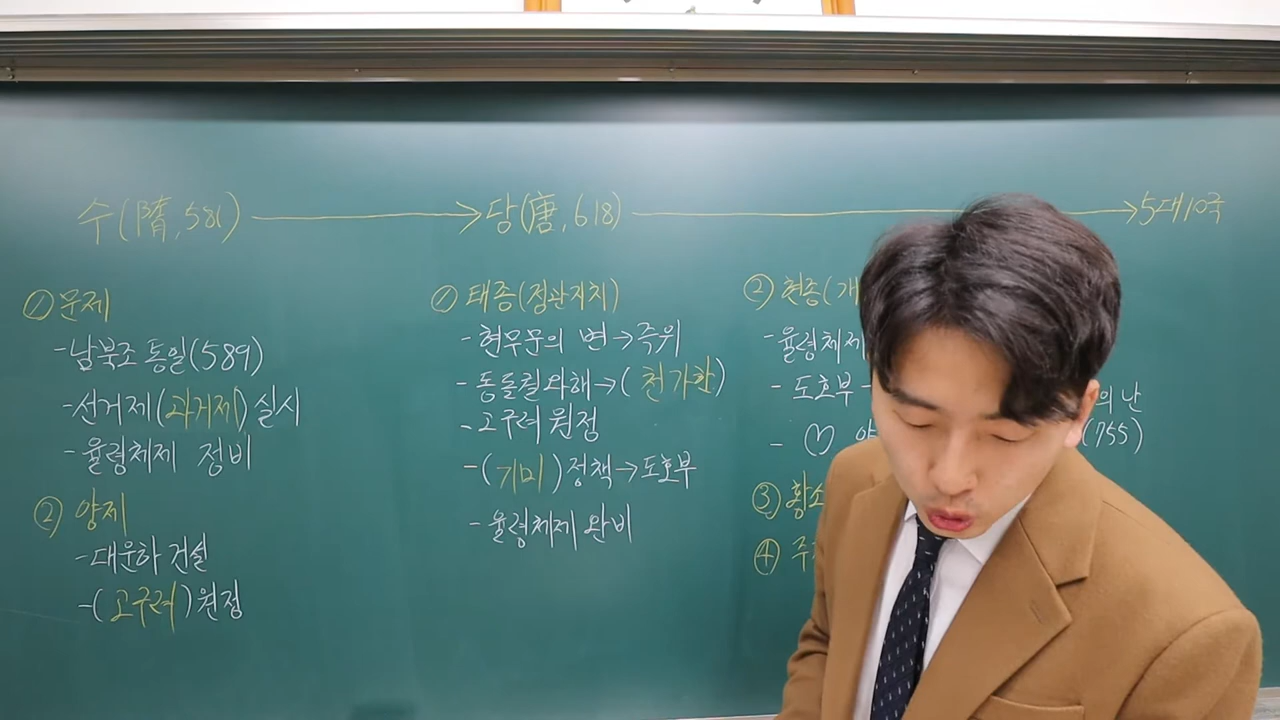 수(隋, 581) → 당(唐, 618) → 5대10국
① 문제
- 남북조 통일(589)
- 선거제(과거제) 실시
- 율령체제 정비
② 양제
- 대운하 건설
- (고구려) 원정
① 태종(정관지치)
- 현무문의 변 → 즉위
- 동돌궐 와해 → (천가한)
- 고구려 원정
- (기미) 정책 → 도호부
- 율령체제 완비
② 현종(개
- 율령체제
- 도호부 - 의 난
- ♡ (755)
③ 황소
④